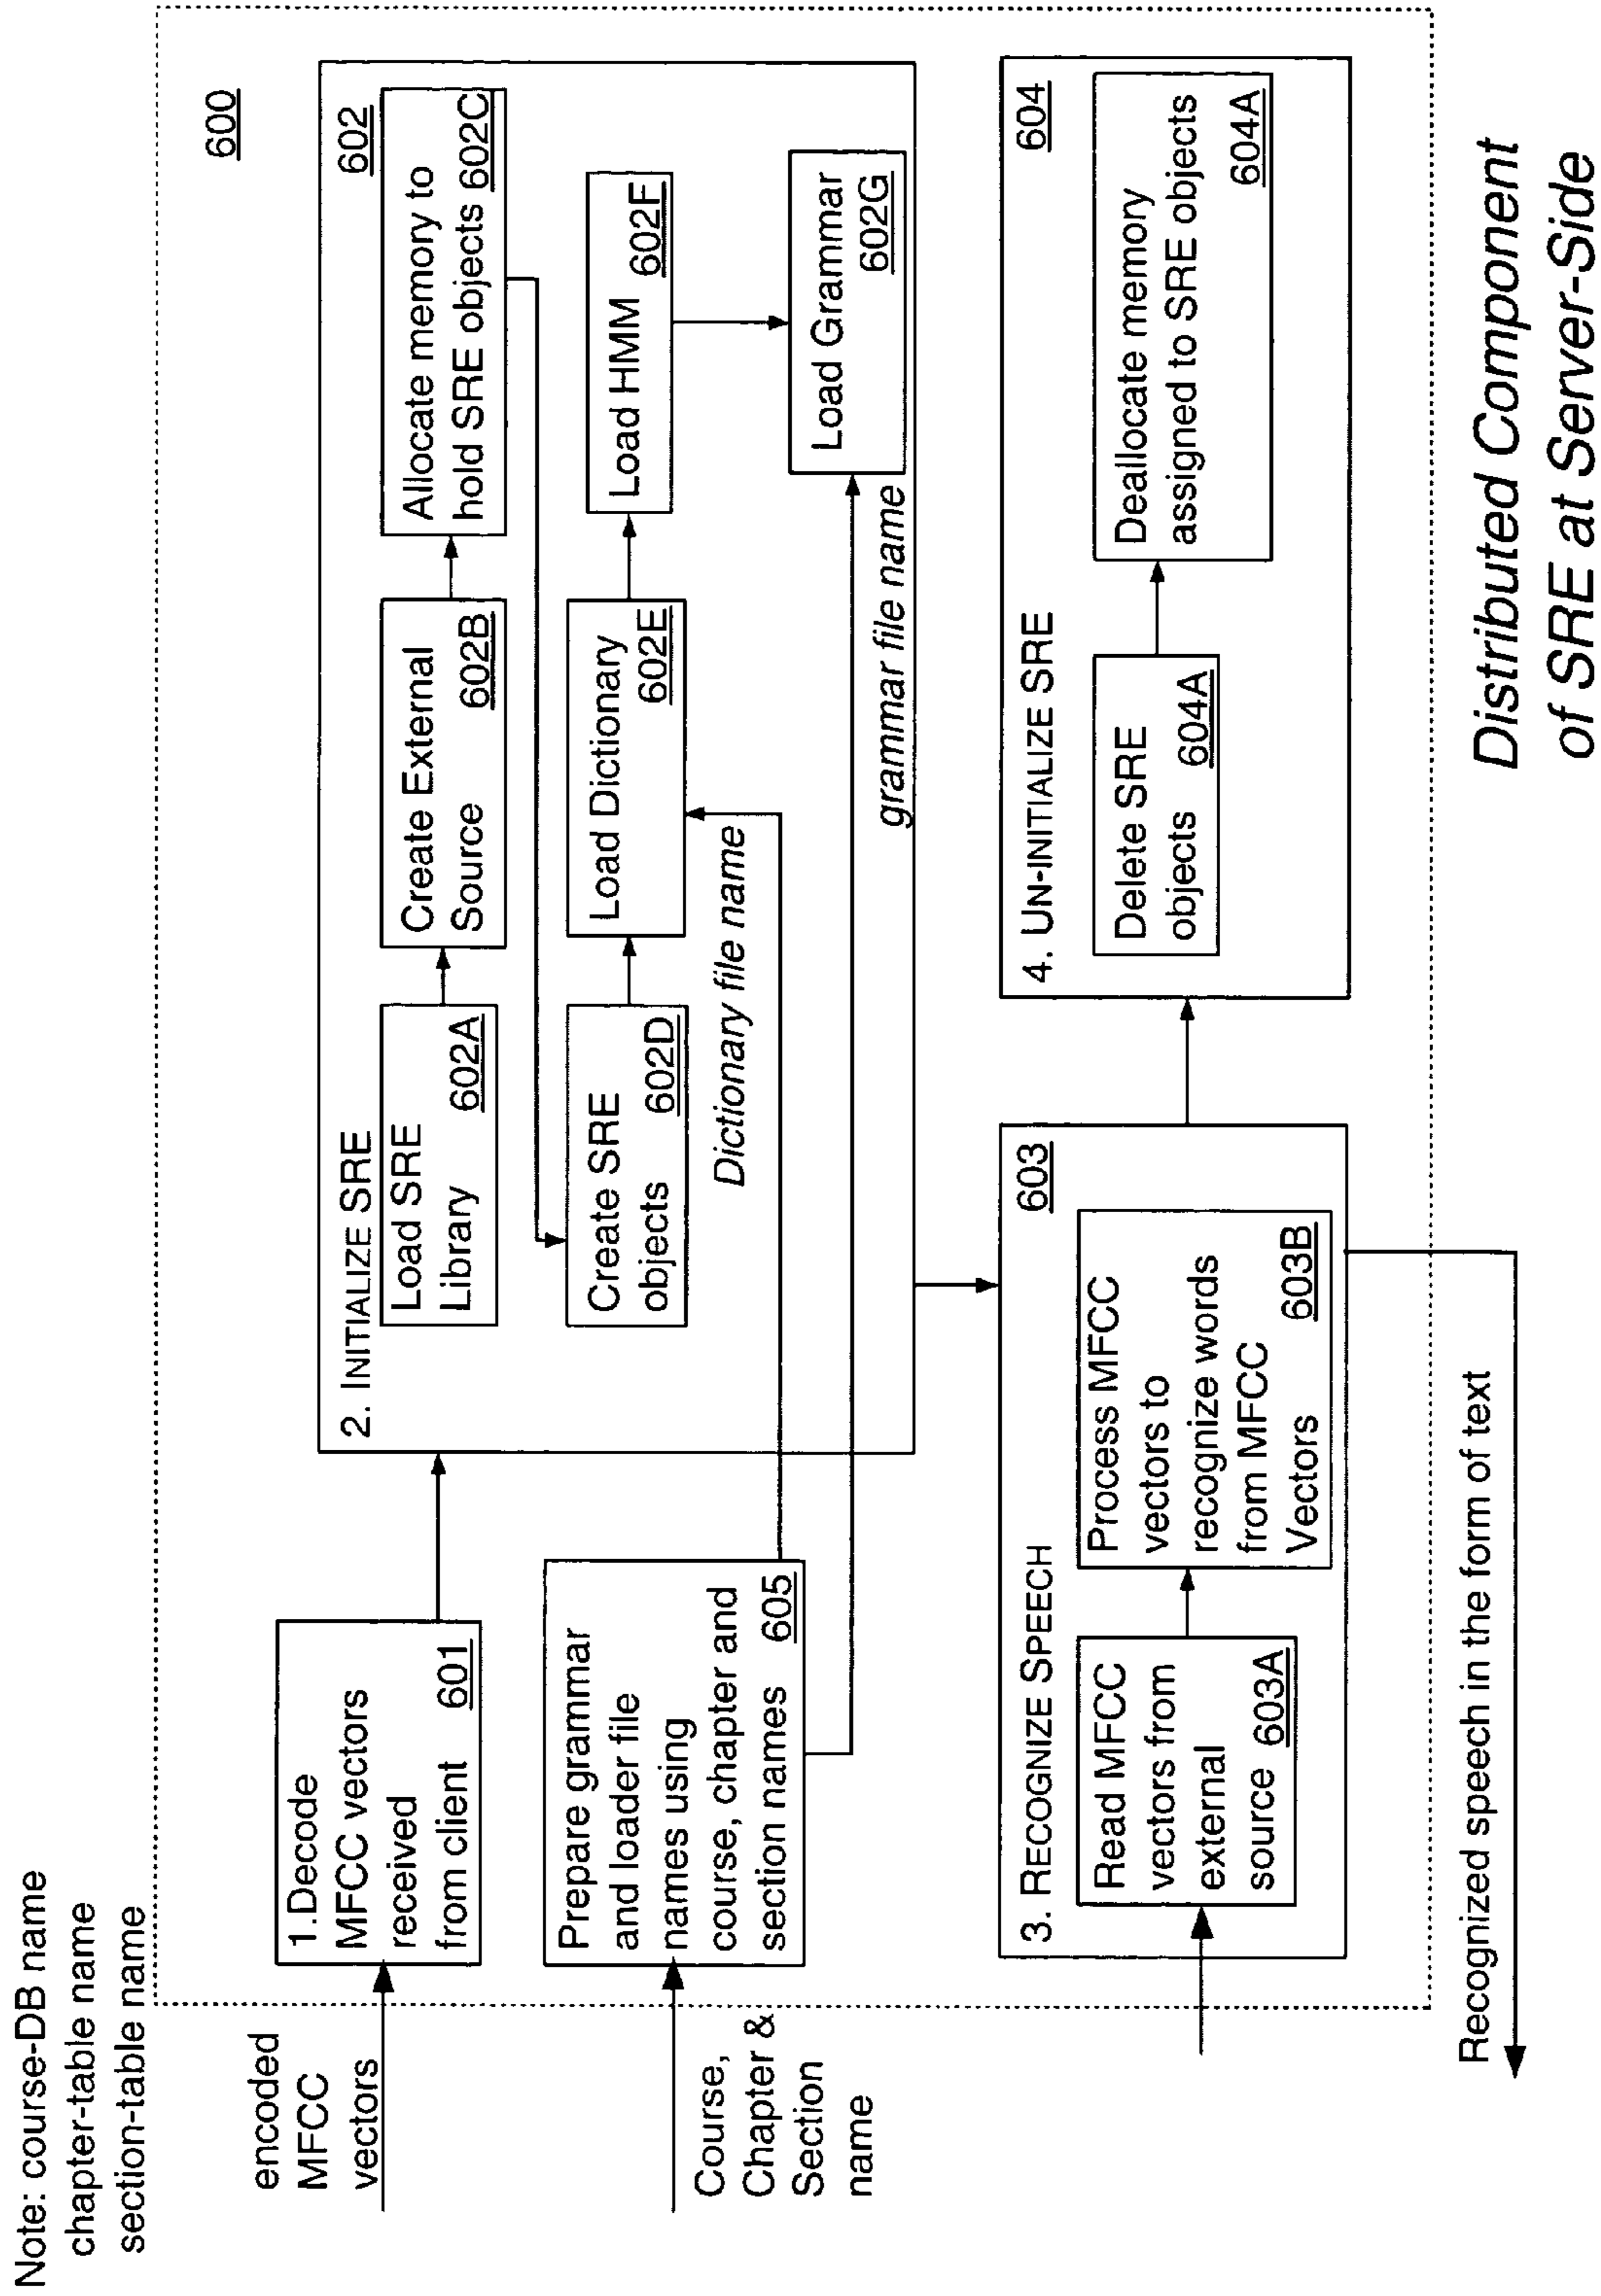 Note: course-DB name
chapter-table name
section-table name
600
encoded
MFCC
vectors
1.Decode
MFCC vectors
received
from client 601
2. INITIALIZE SRE
602
Load SRE
Library 602A
Create External
Source 602B
Allocate memory to
hold SRE objects 602C
Create SRE
objects 602D
Load Dictionary
602E
Load HMM
602F
Load Grammar
602G
Dictionary file name
grammar file name
Course,
Chapter &
Section
name
Prepare grammar
and loader file
names using
course, chapter and
section names 605
3. RECOGNIZE SPEECH
603
Read MFCC
vectors from
external
source 603A
Process MFCC
vectors to
recognize words
from MFCC
Vectors 603B
4. UN-INITIALIZE SRE
604
Delete SRE
objects 604A
Deallocate memory
assigned to SRE objects
604A
Recognized speech in the form of text
Distributed Component
of SRE at Server-Side